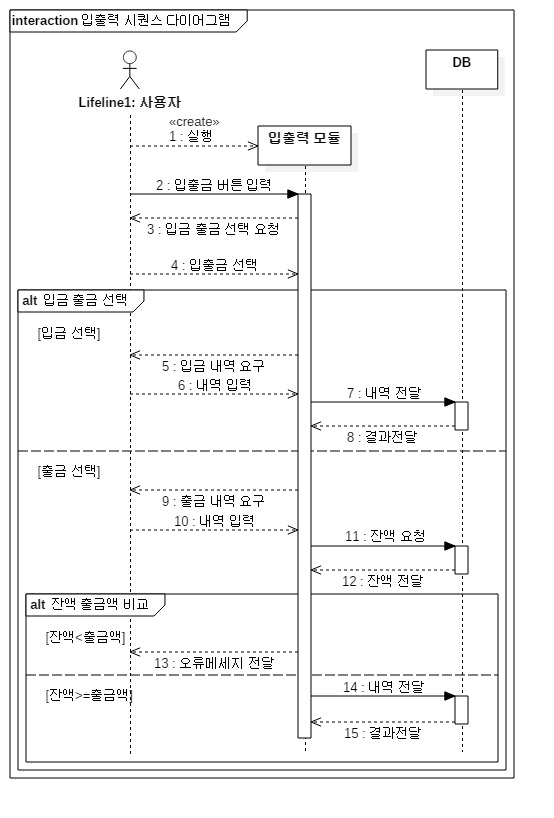 interaction 입출력 시퀀스 다이어그램
Lifeline1: 사용자
DB
«create»
1 : 실행
입출력 모듈
2 : 입출금 버튼 입력
3 : 입금 출금 선택 요청
4 : 입출금 선택
alt 입금 출금 선택
[입금 선택]
5 : 입금 내역 요구
6 : 내역 입력
7 : 내역 전달
8 : 결과전달
[출금 선택]
9 : 출금 내역 요구
10 : 내역 입력
11 : 잔액 요청
12 : 잔액 전달
alt 잔액 출금액 비교
[잔액<출금액]
13 : 오류메세지 전달
[잔액>=출금액]
14 : 내역 전달
15 : 결과전달